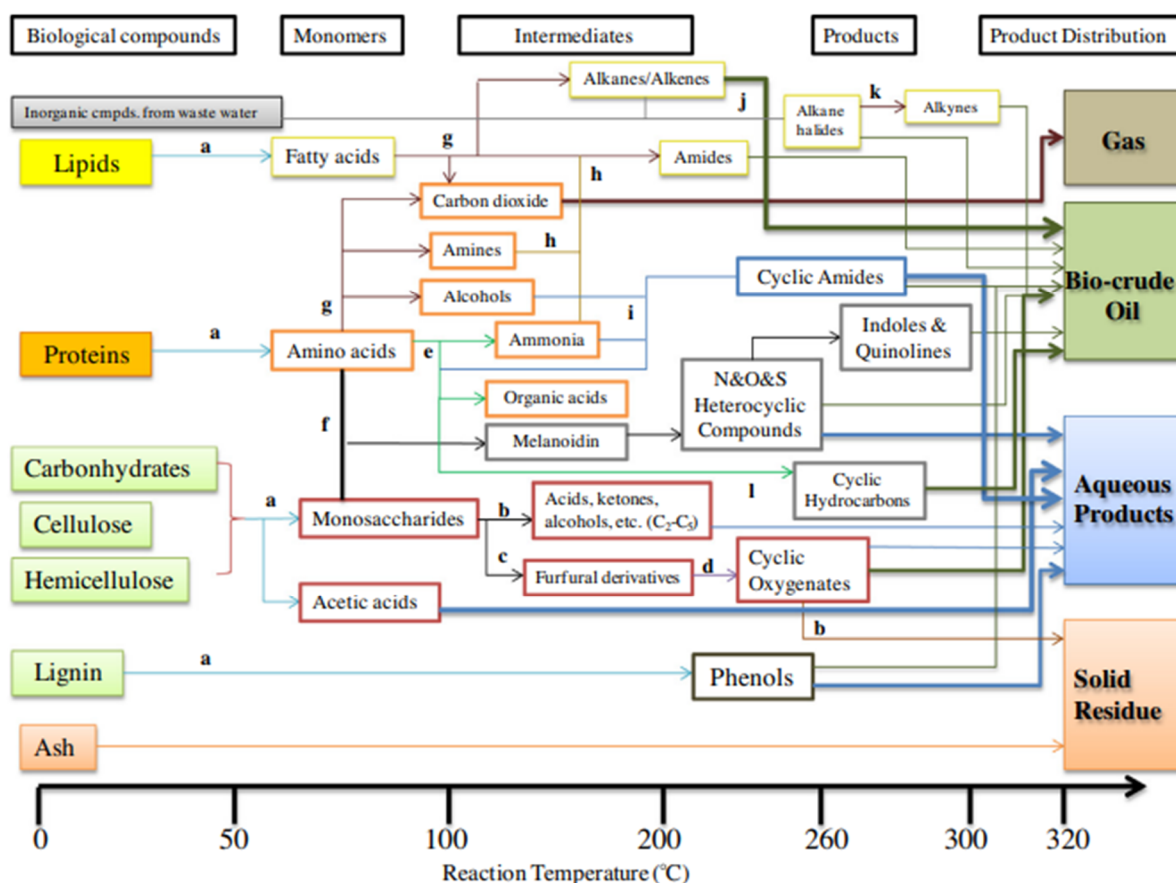 Biological compounds
Monomers
Intermediates
Products
Product Distribution
Alkanes/Alkenes
j
k
Inorganic cmpds. from waste water
Alkane
halides
Alkynes
Gas
a
g
Lipids
Fatty acids
Amides
h
Carbon dioxide
Amines
h
Cyclic Amides
Bio-crude
Oil
g
Alcohols
i
a
Proteins
Amino acids
e
Ammonia
Indoles &
Quinolines
N&O&S
Heterocyclic
Compounds
Organic acids
f
Melanoidin
Carbonhydrates
l
Cyclic
Hydrocarbons
Aqueous
Products
a
Cellulose
Monosaccharides
b
Acids, ketones,
alcohols, etc. (C₂-C₅)
c
Hemicellulose
Furfural derivatives
d
Cyclic
Oxygenates
Acetic acids
b
a
Lignin
Phenols
Solid
Residue
Ash
0
50
100
200
260
300
320
Reaction Temperature (℃)